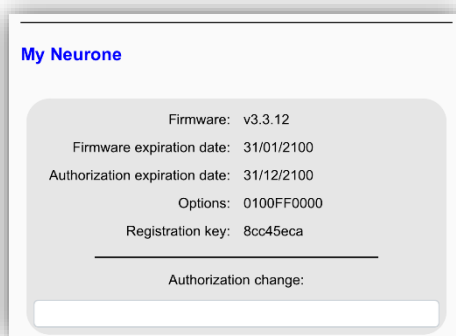 My Neurone
Firmware: v3.3.12
Firmware expiration date: 31/01/2100
Authorization expiration date: 31/12/2100
Options: 0100FF0000
Registration key: 8cc45eca
Authorization change: